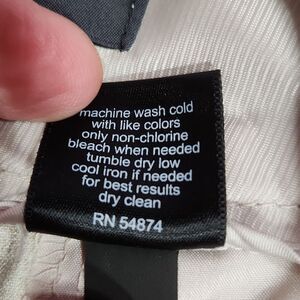 machine wash cold
with like colors
only non-chlorine
bleach when needed
tumble dry low
cool iron if needed
for best results
dry clean
RN 54874